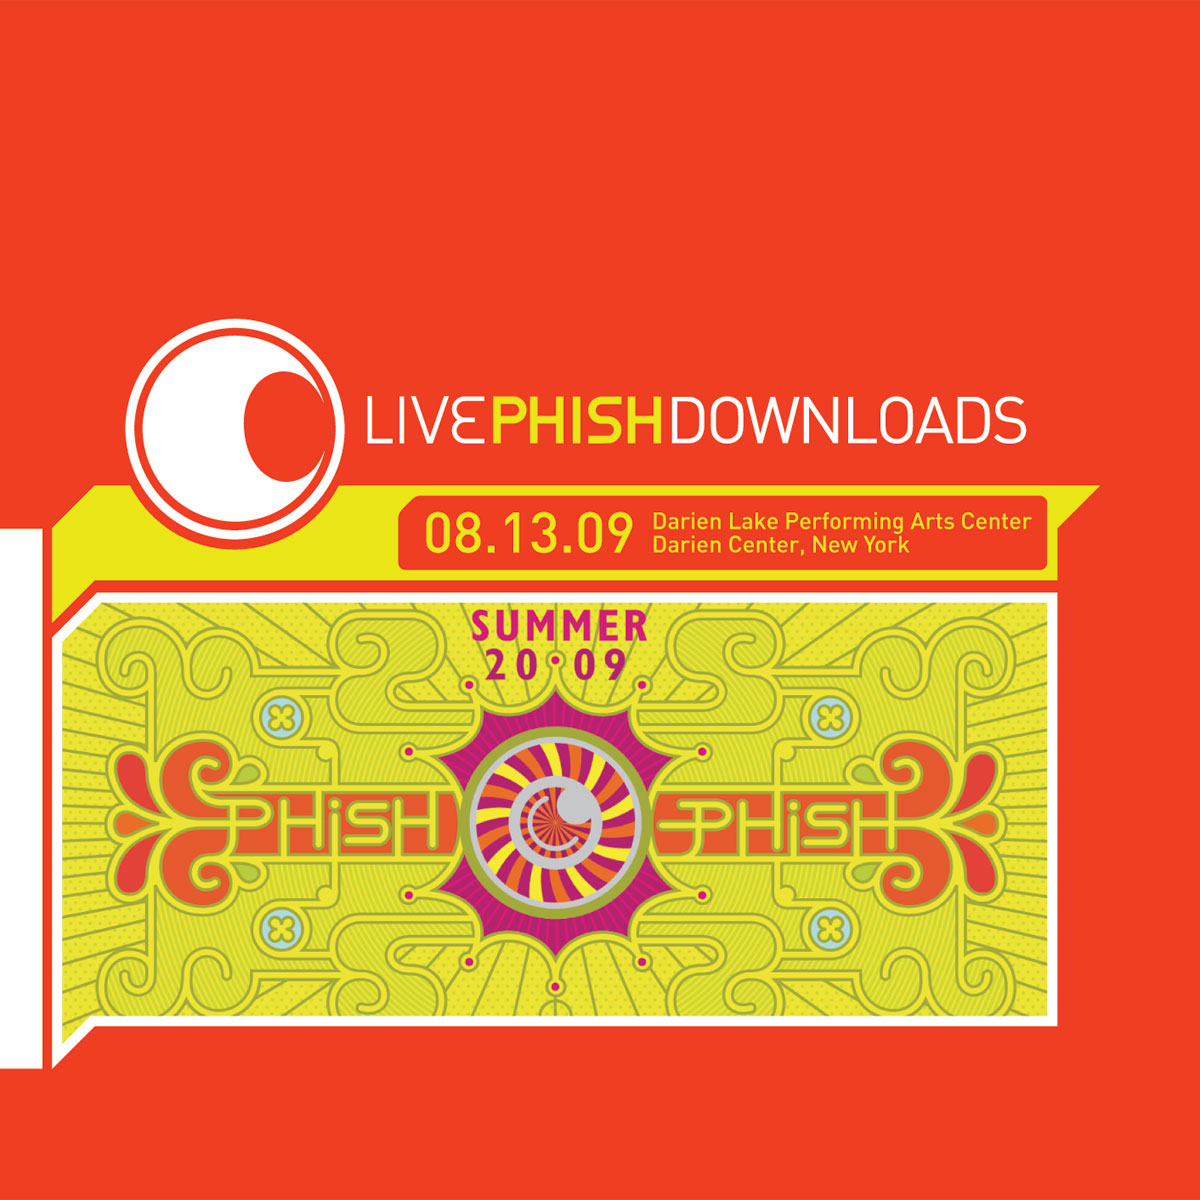 LIVEPHISHDOWNLOADS
08.13.09
Darien Lake Performing Arts Center
Darien Center, New York
SUMMER
20•09
PHiSH PHiSH